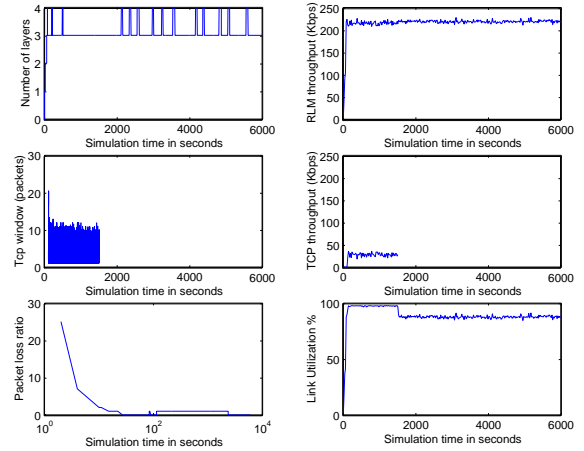 4
3
2
1
0
Number of layers
0 2000 4000 6000
Simulation time in seconds
250
200
150
100
50
0
RLM throughput (Kbps)
0 2000 4000 6000
Simulation time in seconds
30
20
10
0
Tcp window (packets)
0 2000 4000 6000
Simulation time in seconds
250
200
150
100
50
0
TCP throughput (Kbps)
0 2000 4000 6000
Simulation time in seconds
30
20
10
0
Packet loss ratio
10^0 10^2 10^4
Simulation time in seconds
100
50
0
Link Utilization %
0 2000 4000 6000
Simulation time in seconds